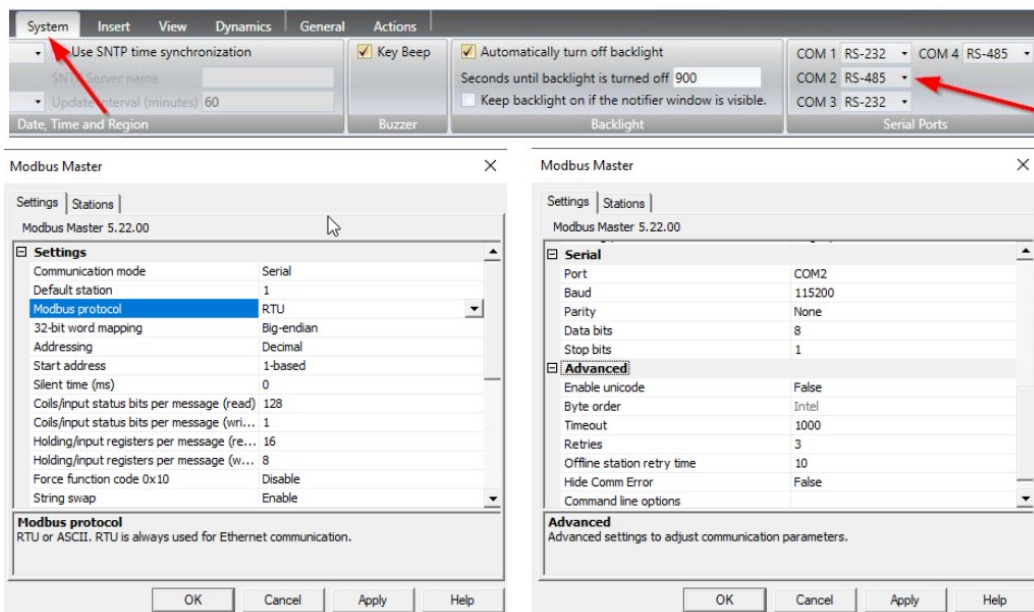 System Insert View Dynamics General Actions
Use SNTP time synchronization
SNTP Server name
Update Interval (minutes) 60
Date, Time and Region
Key Beep
Buzzer
Automatically turn off backlight
Seconds until backlight is turned off 900
Keep backlight on if the notifier window is visible.
Backlight
COM 1 RS-232 COM 4 RS-485
COM 2 RS-485
COM 3 RS-232
Serial Ports
Modbus Master
Settings Stations
Modbus Master 5.22.00
Settings
Communication mode Serial
Default station 1
Modbus protocol RTU
32-bit word mapping Big-endian
Addressing Decimal
Start address 1-based
Silent time (ms) 0
Coils/input status bits per message (read) 128
Coils/input status bits per message (wri... 1
Holding/input registers per message (re... 16
Holding/input registers per message (w... 8
Force function code 0x10 Disable
String swap Enable
Modbus protocol
RTU or ASCII. RTU is always used for Ethernet communication.
OK Cancel Apply Help
Modbus Master
Settings Stations
Modbus Master 5.22.00
Serial
Port COM2
Baud 115200
Parity None
Data bits 8
Stop bits 1
Advanced
Enable unicode False
Byte order Intel
Timeout 1000
Retries 3
Offline station retry time 10
Hide Comm Error False
Command line options
Advanced
Advanced settings to adjust communication parameters.
OK Cancel Apply Help